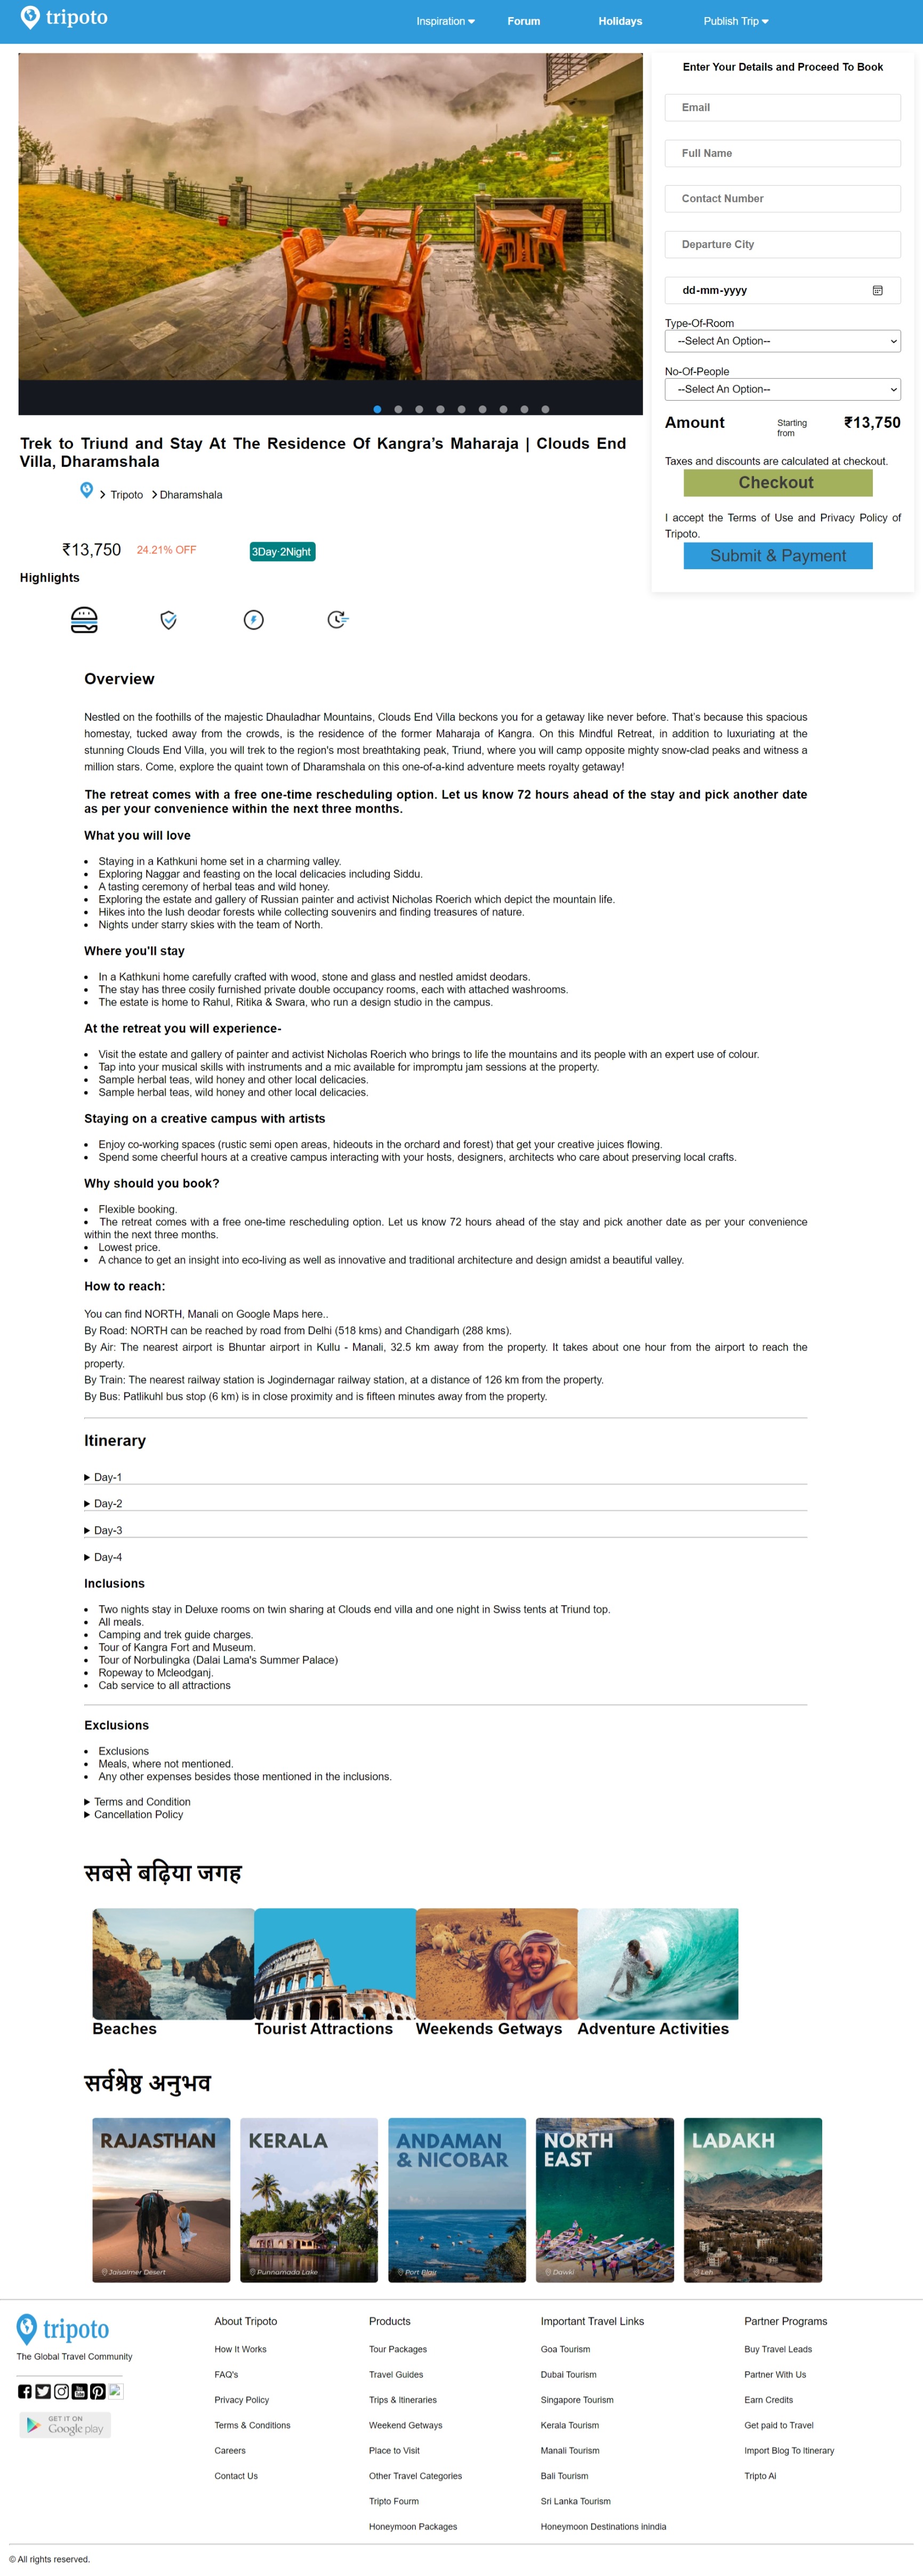 tripoto
Inspiration
Forum
Holidays
Publish Trip
Enter Your Details and Proceed To Book
Email
Full Name
Contact Number
Departure City
dd-mm-yyyy
Type-Of-Room
--Select An Option--
No-Of-People
--Select An Option--
Amount
Starting
from
₹13,750
Taxes and discounts are calculated at checkout.
Checkout
I accept the Terms of Use and Privacy Policy of
Tripoto.
Submit & Payment
Trek to Triund and Stay At The Residence Of Kangra's Maharaja | Clouds End
Villa, Dharamshala
Tripoto
Dharamshala
₹13,750
24.21% OFF
3Day·2Night
Highlights
Overview
Nestled on the foothills of the majestic Dhauladhar Mountains, Clouds End Villa beckons you for a getaway like never before. That's because this spacious
homestay, tucked away from the crowds, is the residence of the former Maharaja of Kangra. On this Mindful Retreat, in addition to luxuriating at the
stunning Clouds End Villa, you will trek to the region's most breathtaking peak, Triund, where you will camp opposite mighty snow-clad peaks and witness a
million stars. Come, explore the quaint town of Dharamshala on this one-of-a-kind adventure meets royalty getaway!
The retreat comes with a free one-time rescheduling option. Let us know 72 hours ahead of the stay and pick another date
as per your convenience within the next three months.
What you will love
• Staying in a Kathkuni home set in a charming valley.
• Exploring Naggar and feasting on the local delicacies including Siddu.
• A tasting ceremony of herbal teas and wild honey.
• Exploring the estate and gallery of Russian painter and activist Nicholas Roerich which depict the mountain life.
• Hikes into the lush deodar forests while collecting souvenirs and finding treasures of nature.
• Nights under starry skies with the team of North.
Where you'll stay
• In a Kathkuni home carefully crafted with wood, stone and glass and nestled amidst deodars.
• The stay has three cosily furnished private double occupancy rooms, each with attached washrooms.
• The estate is home to Rahul, Ritika & Swara, who run a design studio in the campus.
At the retreat you will experience-
• Visit the estate and gallery of painter and activist Nicholas Roerich who brings to life the mountains and its people with an expert use of colour.
• Tap into your musical skills with instruments and a mic available for impromptu jam sessions at the property.
• Sample herbal teas, wild honey and other local delicacies.
• Sample herbal teas, wild honey and other local delicacies.
Staying on a creative campus with artists
• Enjoy co-working spaces (rustic semi open areas, hideouts in the orchard and forest) that get your creative juices flowing.
• Spend some cheerful hours at a creative campus interacting with your hosts, designers, architects who care about preserving local crafts.
Why should you book?
• Flexible booking.
• The retreat comes with a free one-time rescheduling option. Let us know 72 hours ahead of the stay and pick another date as per your convenience
within the next three months.
• Lowest price.
• A chance to get an insight into eco-living as well as innovative and traditional architecture and design amidst a beautiful valley.
How to reach:
You can find NORTH, Manali on Google Maps here..
By Road: NORTH can be reached by road from Delhi (518 kms) and Chandigarh (288 kms).
By Air: The nearest airport is Bhuntar airport in Kullu - Manali, 32.5 km away from the property. It takes about one hour from the airport to reach the
property.
By Train: The nearest railway station is Jogindernagar railway station, at a distance of 126 km from the property.
By Bus: Patlikuhl bus stop (6 km) is in close proximity and is fifteen minutes away from the property.
Itinerary
Day-1
Day-2
Day-3
Day-4
Inclusions
• Two nights stay in Deluxe rooms on twin sharing at Clouds end villa and one night in Swiss tents at Triund top.
• All meals.
• Camping and trek guide charges.
• Tour of Kangra Fort and Museum.
• Tour of Norbulingka (Dalai Lama's Summer Palace)
• Ropeway to Mcleodganj.
• Cab service to all attractions
Exclusions
• Exclusions
• Meals, where not mentioned.
• Any other expenses besides those mentioned in the inclusions.
Terms and Condition
Cancellation Policy
सबसे बढ़िया जगह
Beaches
Tourist Attractions
Weekends Getways
Adventure Activities
सर्वश्रेष्ठ अनुभव
RAJASTHAN
Jaisalmer Desert
KERALA
Punnamada Lake
ANDAMAN
& NICOBAR
Port Blair
NORTH
EAST
Dawki
LADAKH
Leh
tripoto
The Global Travel Community
GET IT ON
Google play
About Tripoto
How It Works
FAQ's
Privacy Policy
Terms & Conditions
Careers
Contact Us
Products
Tour Packages
Travel Guides
Trips & Itineraries
Weekend Getways
Place to Visit
Other Travel Categories
Tripto Fourm
Honeymoon Packages
Important Travel Links
Goa Tourism
Dubai Tourism
Singapore Tourism
Kerala Tourism
Manali Tourism
Bali Tourism
Sri Lanka Tourism
Honeymoon Destinations inindia
Partner Programs
Buy Travel Leads
Partner With Us
Earn Credits
Get paid to Travel
Import Blog To Itinerary
Tripto Ai
© All rights reserved.